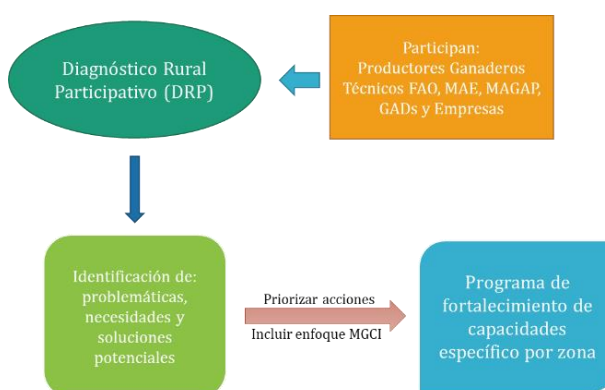 Diagnóstico Rural
Participativo (DRP)
Participan:
Productores Ganaderos
Técnicos FAO, MAE, MAGAP,
GADs y Empresas
Identificación de:
problemáticas,
necesidades y
soluciones
potenciales
Priorizar acciones
Incluir enfoque MGCI
Programa de
fortalecimiento de
capacidades
específico por zona